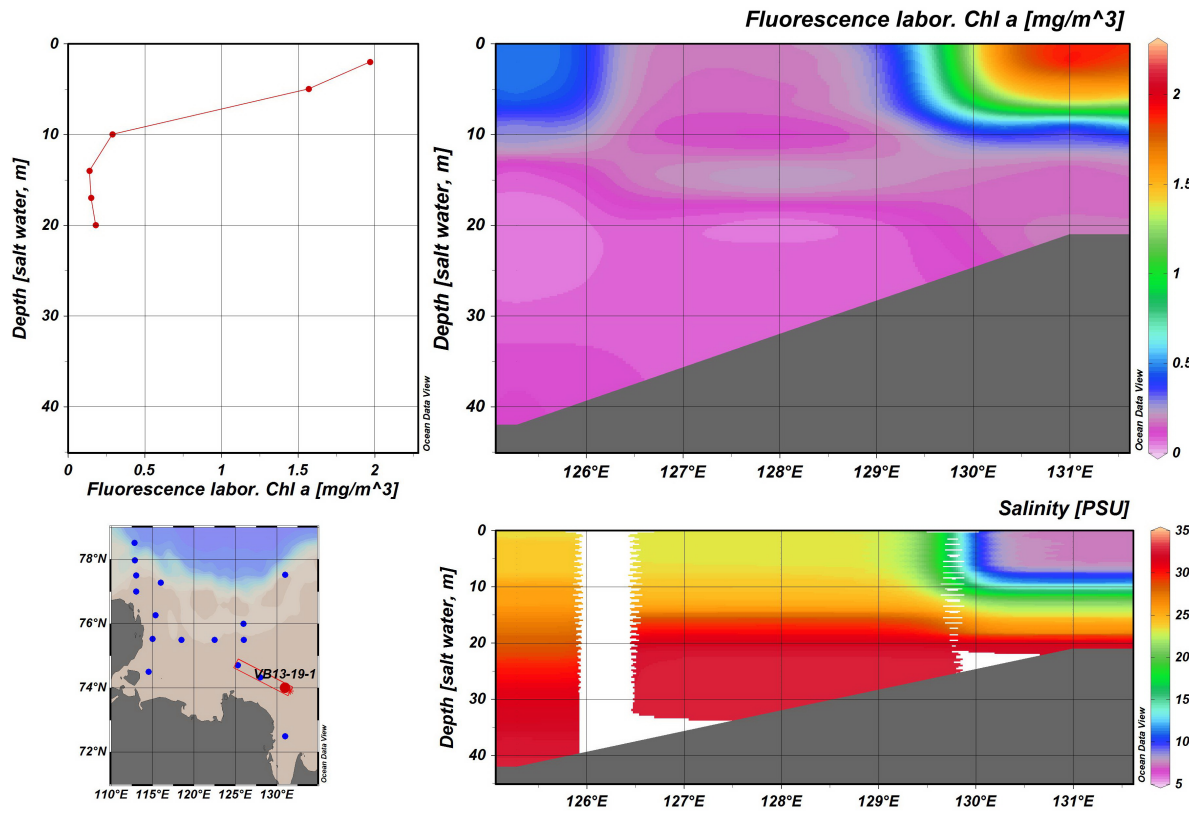 0
10
20
30
40
Depth [salt water, m]
0 0.5 1 1.5 2
Fluorescence labor. Chl a [mg/m^3]
Ocean Data View
Fluorescence labor. Chl a [mg/m^3]
0
10
20
30
40
Depth [salt water, m]
126°E 127°E 128°E 129°E 130°E 131°E
Ocean Data View
2
1.5
1
0.5
0
78°N
76°N
74°N
72°N
VB13-19-1
110°E 115°E 120°E 125°E 130°E
Ocean Data View
Salinity [PSU]
0
10
20
30
40
Depth [salt water, m]
126°E 127°E 128°E 129°E 130°E 131°E
Ocean Data View
35
30
25
20
15
10
5